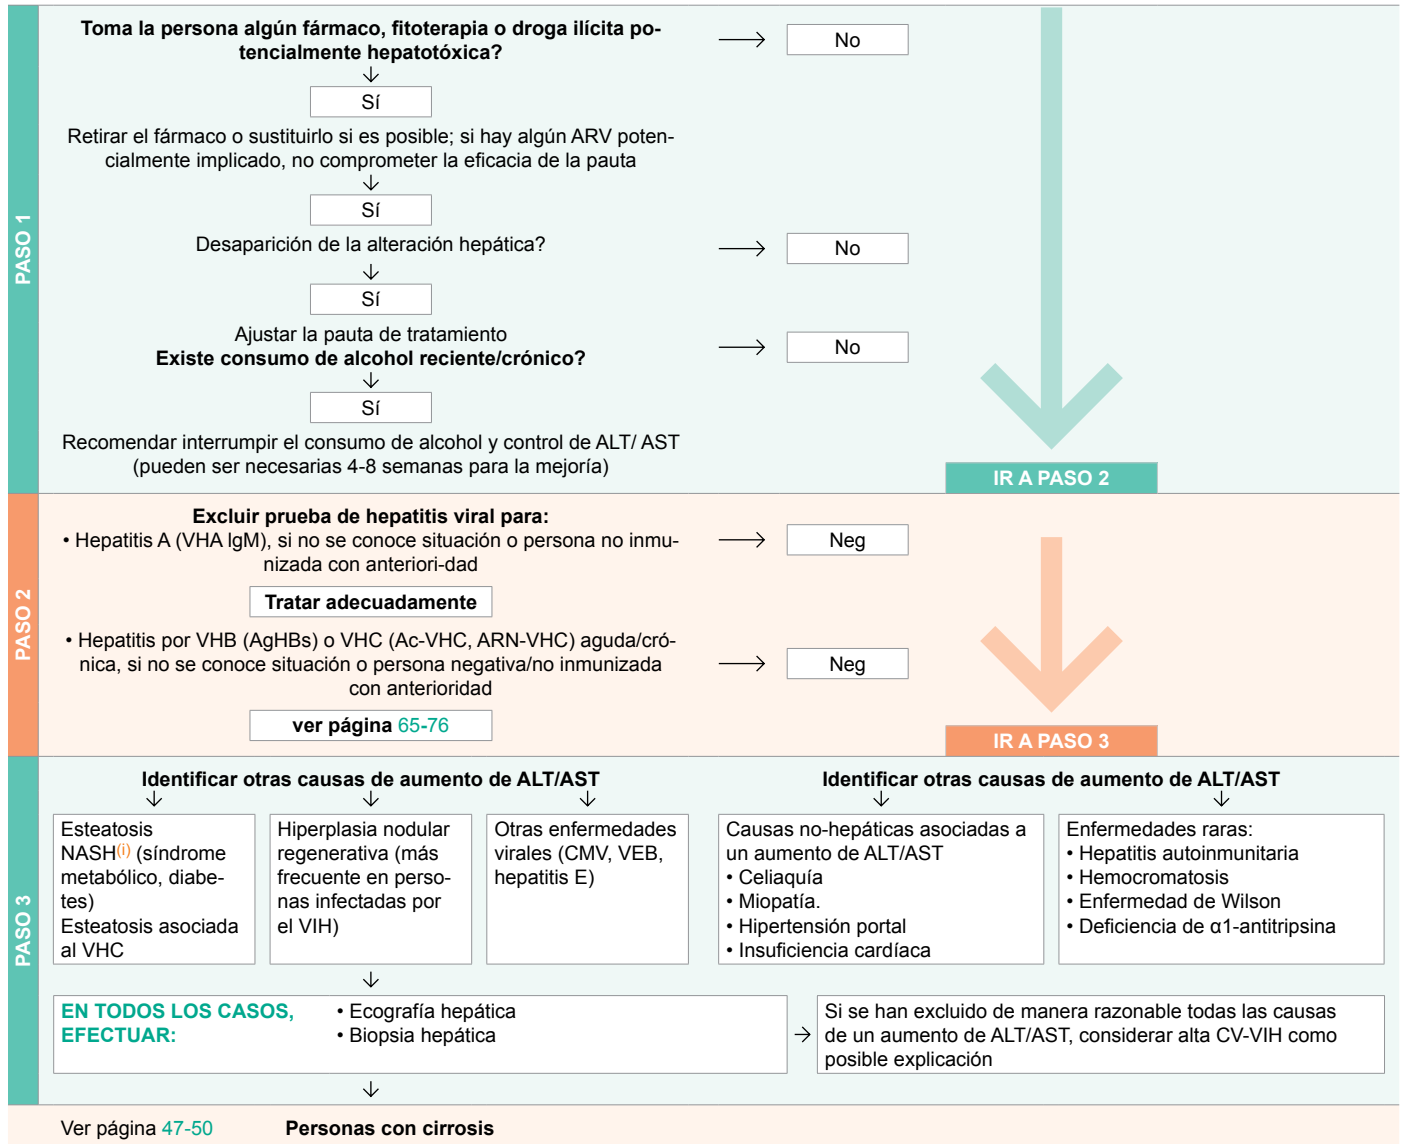 PASO 1
Toma la persona algún fármaco, fitoterapia o droga ilícita po-
tencialmente hepatotóxica?
No
Sí
Retirar el fármaco o sustituirlo si es posible; si hay algún ARV poten-
cialmente implicado, no comprometer la eficacia de la pauta
Sí
Desaparición de la alteración hepática?
No
Sí
Ajustar la pauta de tratamiento
Existe consumo de alcohol reciente/crónico?
No
Sí
Recomendar interrumpir el consumo de alcohol y control de ALT/ AST
(pueden ser necesarias 4-8 semanas para la mejoría)
IR A PASO 2
PASO 2
Excluir prueba de hepatitis viral para:
• Hepatitis A (VHA IgM), si no se conoce situación o persona no inmu-
nizada con anteriori-dad
Neg
Tratar adecuadamente
• Hepatitis por VHB (AgHBs) o VHC (Ac-VHC, ARN-VHC) aguda/cró-
nica, si no se conoce situación o persona negativa/no inmunizada
con anterioridad
Neg
ver página 65-76
IR A PASO 3
PASO 3
Identificar otras causas de aumento de ALT/AST
Esteatosis
NASH(i) (síndrome
metabólico, diabe-
tes)
Esteatosis asociada
al VHC
Hiperplasia nodular
regenerativa (más
frecuente en perso-
nas infectadas por
el VIH)
Otras enfermedades
virales (CMV, VEB,
hepatitis E)
Identificar otras causas de aumento de ALT/AST
Causas no-hepáticas asociadas a
un aumento de ALT/AST
• Celiaquía
• Miopatía.
• Hipertensión portal
• Insuficiencia cardíaca
Enfermedades raras:
• Hepatitis autoinmunitaria
• Hemocromatosis
• Enfermedad de Wilson
• Deficiencia de α1-antitripsina
EN TODOS LOS CASOS,
EFECTUAR:
• Ecografía hepática
• Biopsia hepática
Si se han excluido de manera razonable todas las causas
de un aumento de ALT/AST, considerar alta CV-VIH como
posible explicación
Ver página 47-50 Personas con cirrosis